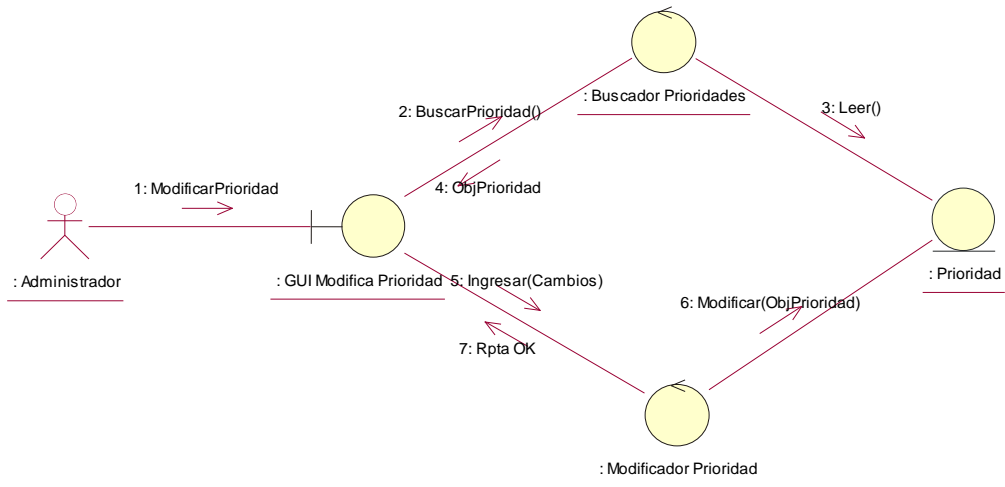 : Buscador Prioridades
2: BuscarPrioridad()
3: Leer()
4: ObjPrioridad
1: ModificarPrioridad
: Administrador
: GUI Modifica Prioridad
5: Ingresar(Cambios)
: Prioridad
6: Modificar(ObjPrioridad)
7: Rpta OK
: Modificador Prioridad